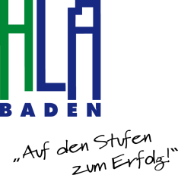 HLA
BADEN
„Auf den Stufen
zum Erfolg!“